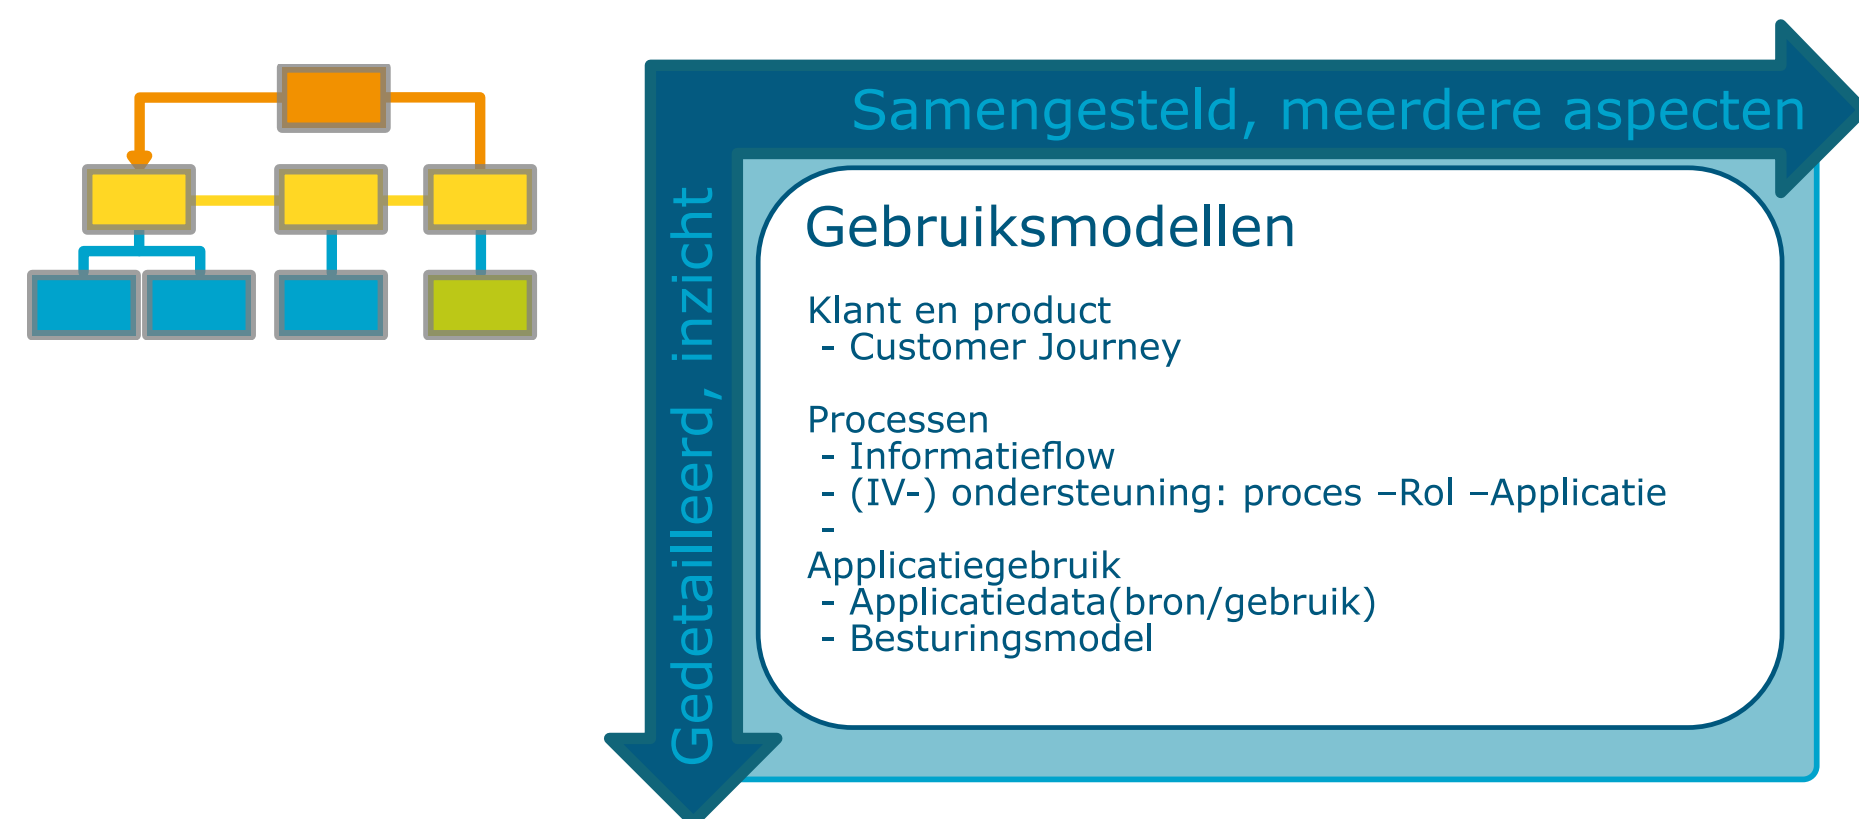 Samengesteld, meerdere aspecten
Gedetailleerd, inzicht
Gebruiksmodellen
Klant en product
- Customer Journey
Processen
- Informatieflow
- (IV-) ondersteuning: proces –Rol –Applicatie
-
Applicatiegebruik
- Applicatiedata(bron/gebruik)
- Besturingsmodel